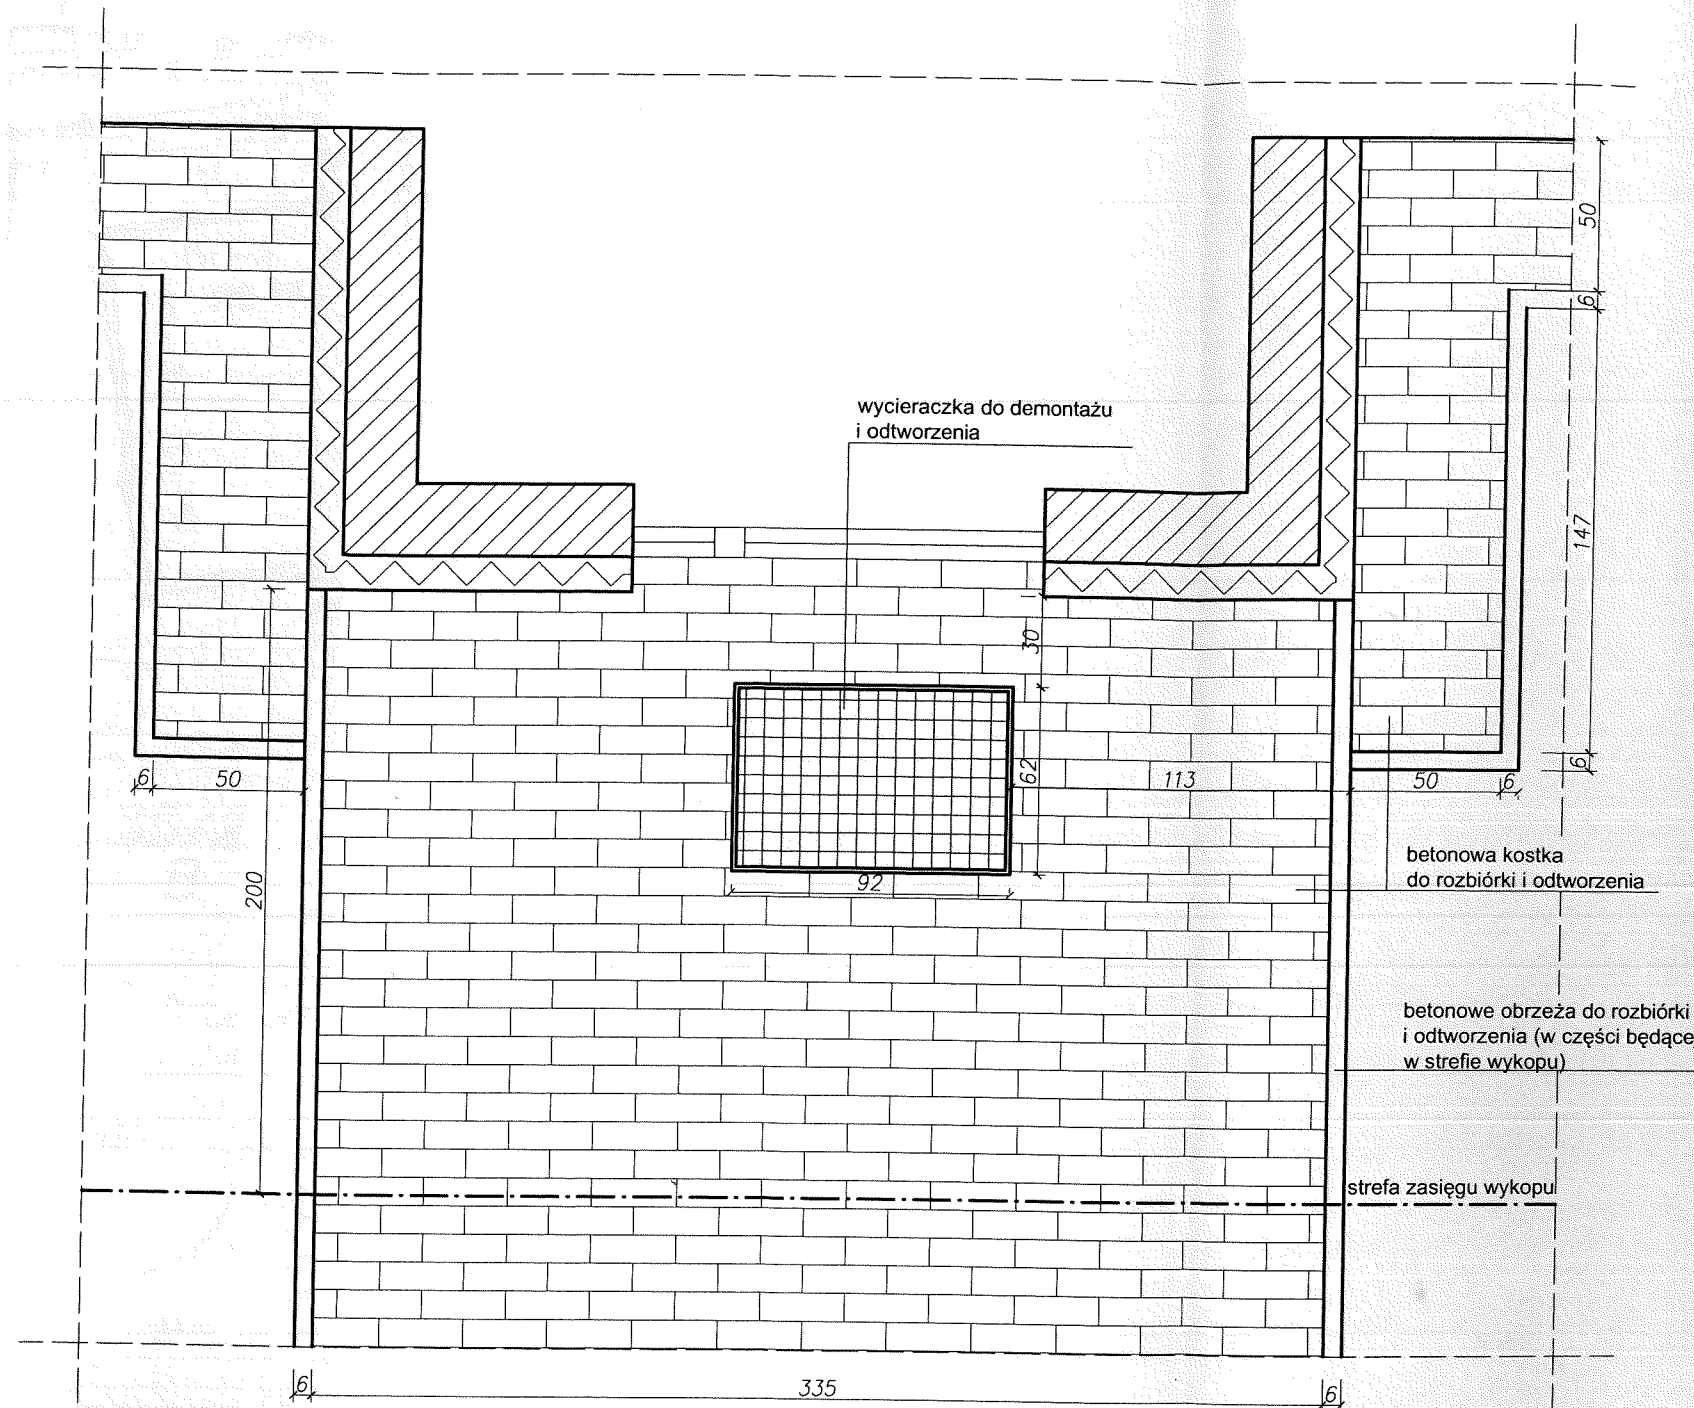 50
6
wycieraczka do demontażu
i odtworzenia
147
30
62
6
50
113
50
6
6
92
200
betonowa kostka
do rozbiórki i odtworzenia
betonowe obrzeża do rozbiórki
i odtworzenia (w części będące
w strefie wykopu)
strefa zasięgu wykopu
6
335
6